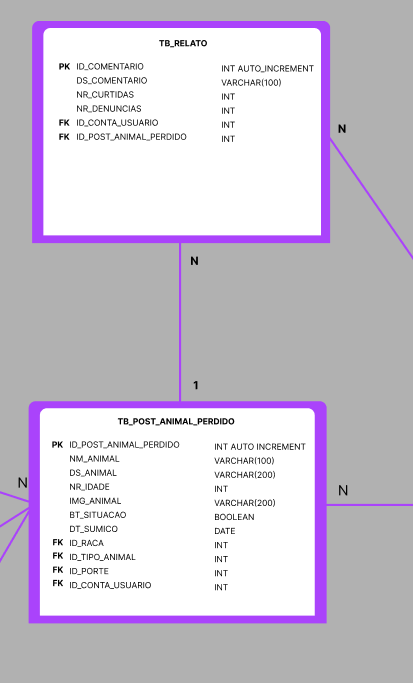 TB_RELATO
PK ID_COMENTARIO INT AUTO_INCREMENT
DS_COMENTARIO VARCHAR(100)
NR_CURTIDAS INT
NR_DENUNCIAS INT
FK ID_CONTA_USUARIO INT
FK ID_POST_ANIMAL_PERDIDO INT
N
N
1
TB_POST_ANIMAL_PERDIDO
PK ID_POST_ANIMAL_PERDIDO INT AUTO INCREMENT
NM_ANIMAL VARCHAR(100)
DS_ANIMAL VARCHAR(200)
NR_IDADE INT
IMG_ANIMAL VARCHAR(200)
BT_SITUACAO BOOLEAN
DT_SUMICO DATE
FK ID_RACA INT
FK ID_TIPO_ANIMAL INT
FK ID_PORTE INT
FK ID_CONTA_USUARIO INT
N
N